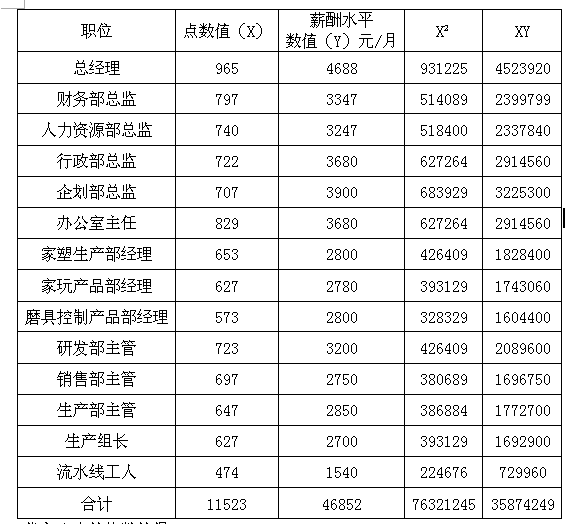 职位 点数值（X） 薪酬水平数值（Y）元/月 X² XY
总经理 965 4688 931225 4523920
财务部总监 797 3347 514089 2399799
人力资源部总监 740 3247 518400 2337840
行政部总监 722 3680 627264 2914560
企划部总监 707 3900 683929 3225300
办公室主任 829 3680 627264 2914560
家塑生产部经理 653 2800 426409 1828400
家玩产品部经理 627 2780 393129 1743060
磨具控制产品部经理 573 2800 328329 1604400
研发部主管 723 3200 426409 2089600
销售部主管 697 2750 380689 1696750
生产部主管 647 2850 386884 1772700
生产组长 627 2700 393129 1692900
流水线工人 474 1540 224676 729960
合计 11523 46852 76321245 35874249